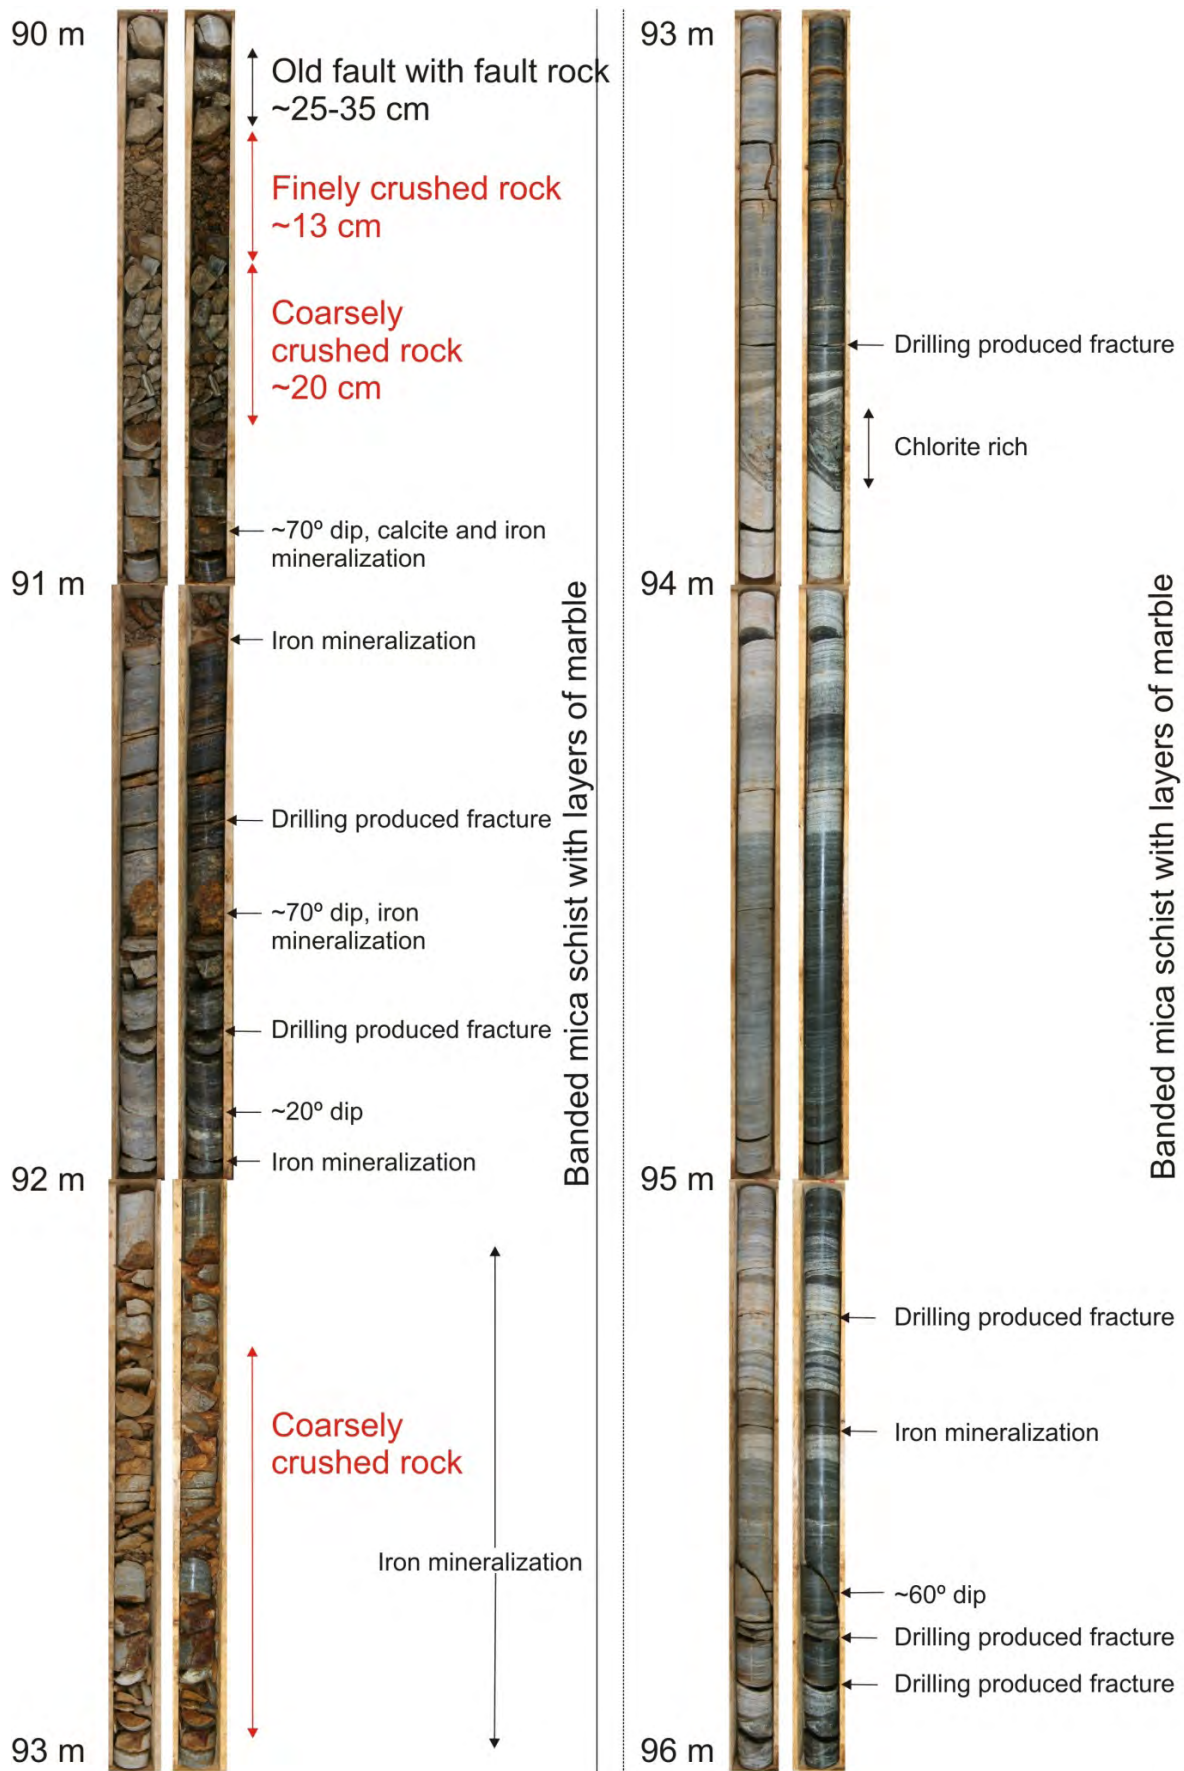 90 m
Old fault with fault rock
~25-35 cm
Finely crushed rock
~13 cm
Coarsely
crushed rock
~20 cm
~70º dip, calcite and iron
mineralization
91 m
Iron mineralization
Drilling produced fracture
~70º dip, iron
mineralization
Drilling produced fracture
~20º dip
Iron mineralization
92 m
Coarsely
crushed rock
Iron mineralization
93 m
Banded mica schist with layers of marble
93 m
Drilling produced fracture
Chlorite rich
94 m
95 m
Drilling produced fracture
Iron mineralization
~60º dip
Drilling produced fracture
Drilling produced fracture
96 m
Banded mica schist with layers of marble